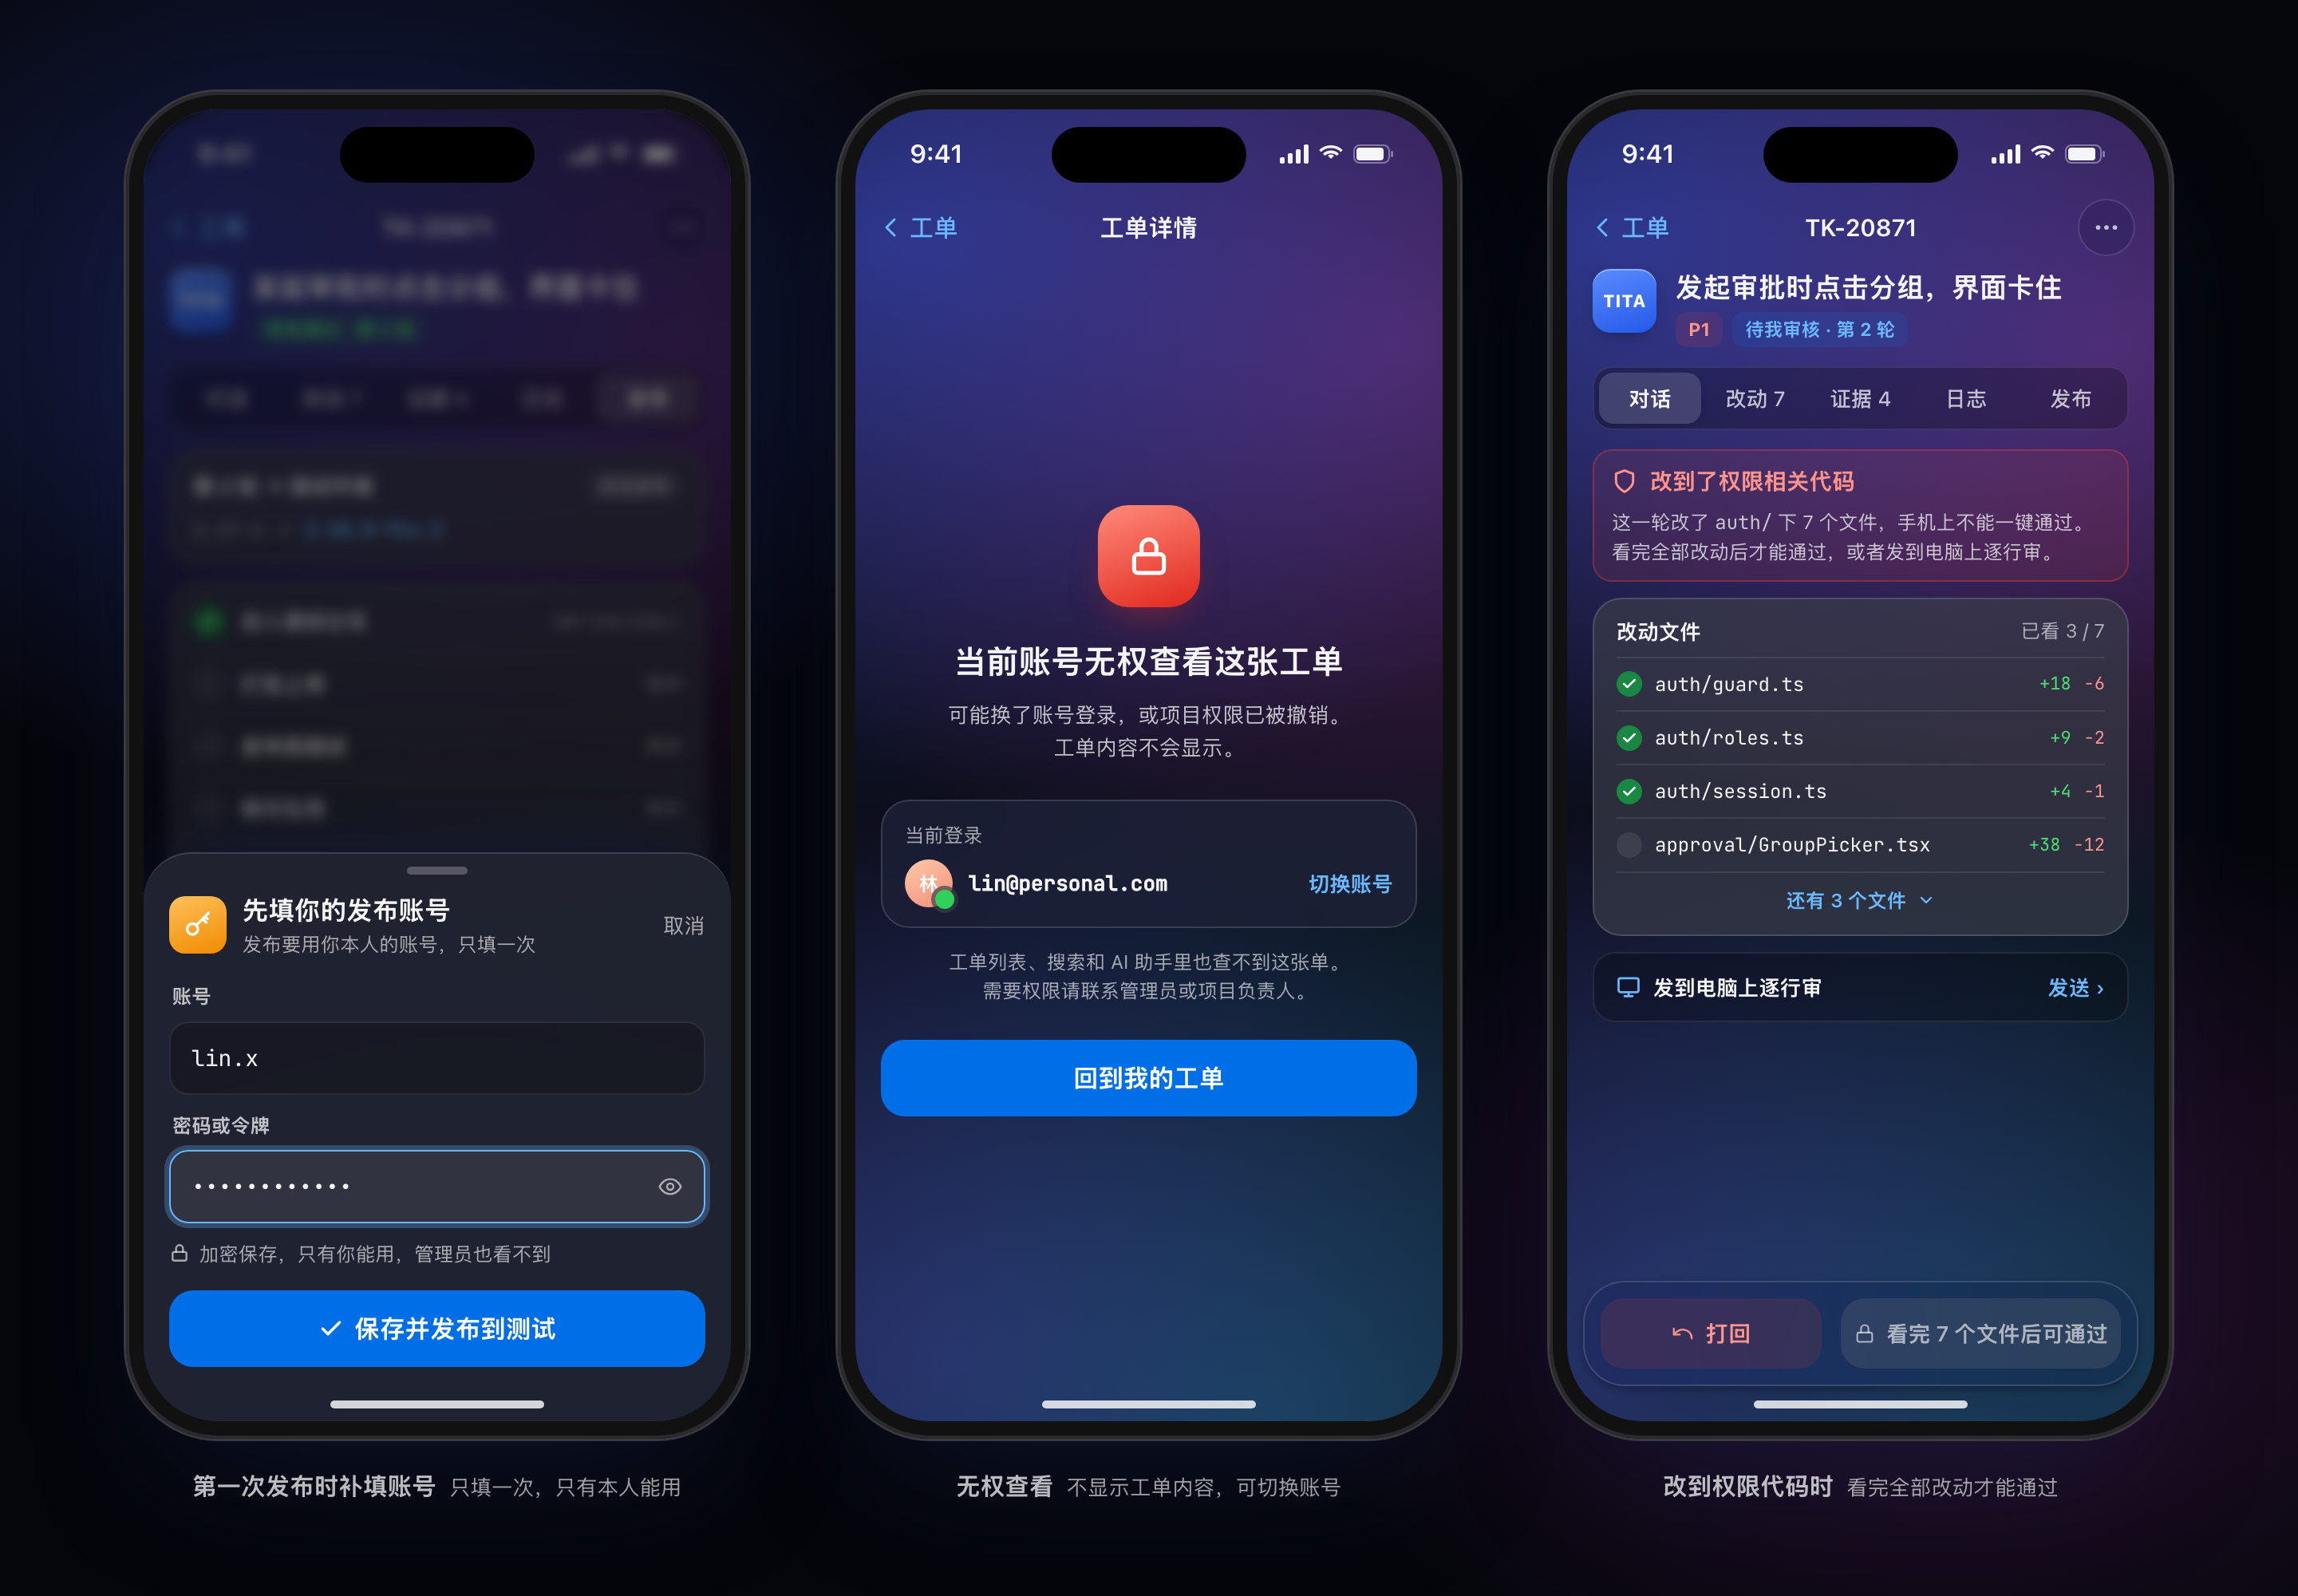 先填你的发布账号
发布要用你本人的账号，只填一次
取消
账号
lin.x
密码或令牌
••••••••••••
加密保存，只有你能用，管理员也看不到
保存并发布到测试
第一次发布时补填账号 只填一次，只有本人能用
9:41
工单
工单详情
当前账号无权查看这张工单
可能换了账号登录，或项目权限已被撤销。
工单内容不会显示。
当前登录
林
lin@personal.com
切换账号
工单列表、搜索和 AI 助手里也查不到这张单。
需要权限请联系管理员或项目负责人。
回到我的工单
无权查看 不显示工单内容，可切换账号
9:41
工单
TK-20871
TITA
发起审批时点击分组，界面卡住
P1
待我审核 · 第 2 轮
对话
改动 7
证据 4
日志
发布
改到了权限相关代码
这一轮改了 auth/ 下 7 个文件，手机上不能一键通过。
看完全部改动后才能通过，或者发到电脑上逐行审。
改动文件
已看 3 / 7
auth/guard.ts +18 -6
auth/roles.ts +9 -2
auth/session.ts +4 -1
approval/GroupPicker.tsx +38 -12
还有 3 个文件
发到电脑上逐行审
发送 ›
打回
看完 7 个文件后可通过
改到权限代码时 看完全部改动才能通过